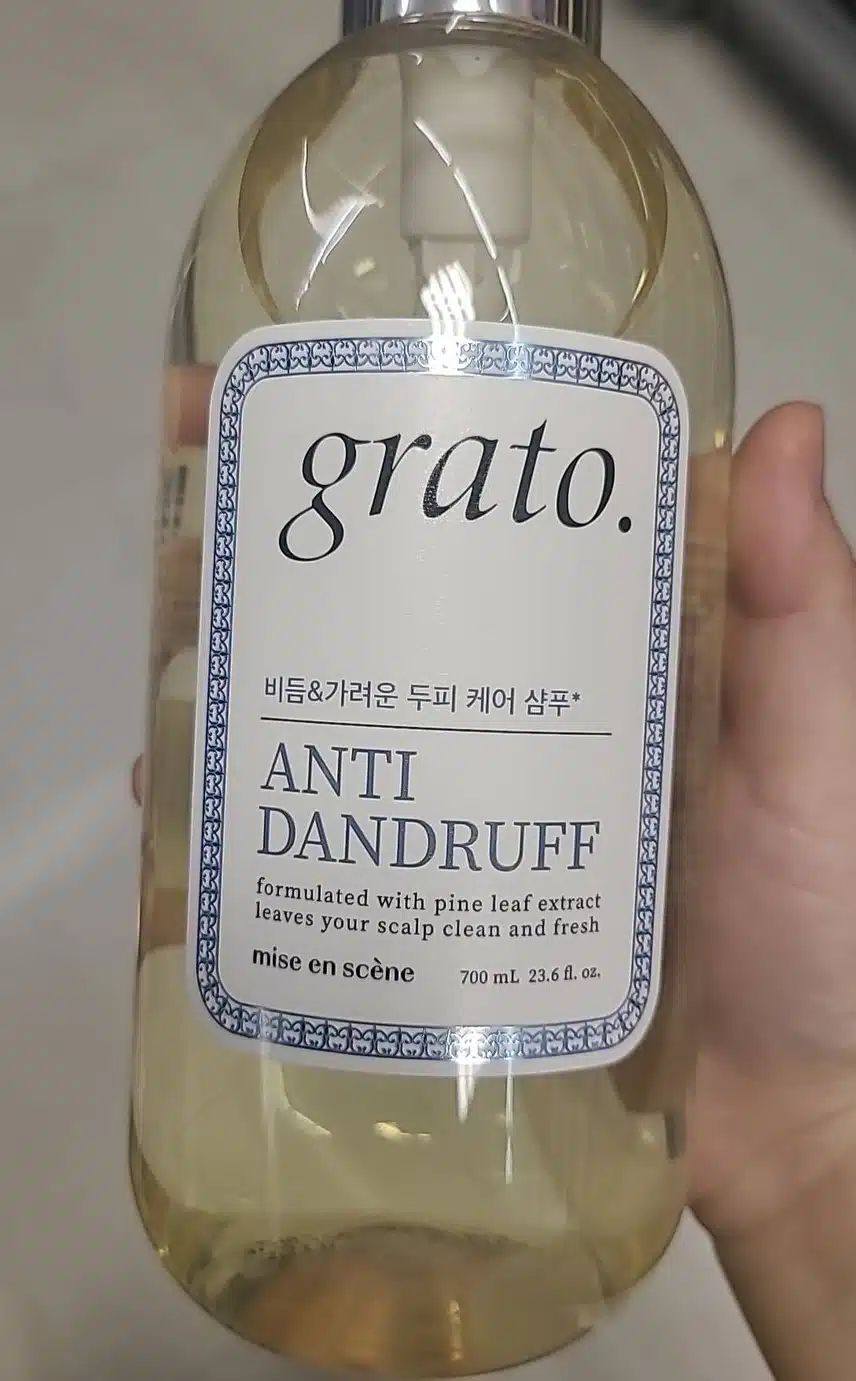 grato.
비듬&가려운 두피 케어 샴푸*
ANTI
DANDRUFF
formulated with pine leaf extract
leaves your scalp clean and fresh
mise en scène 700 mL 23.6 fl. oz.